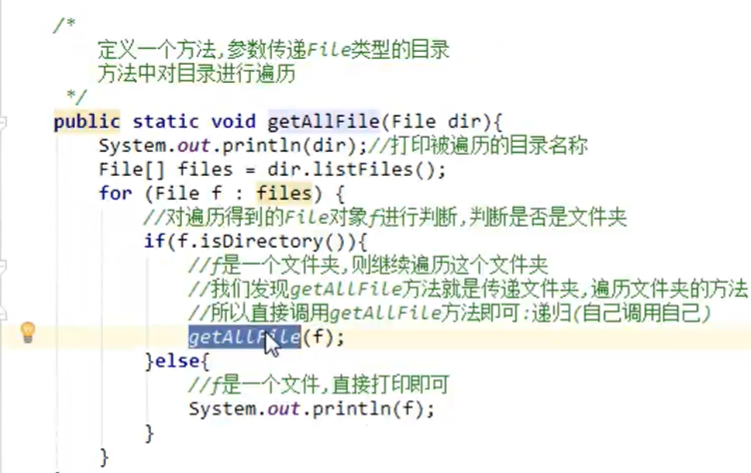 /*
定义一个方法,参数传递File类型的目录
方法中对目录进行遍历
*/
public static void getAllFile(File dir){
System.out.println(dir);//打印被遍历的目录名称
File[] files = dir.listFiles();
for (File f : files) {
//对遍历得到的File对象f进行判断,判断是否是文件夹
if(f.isDirectory()){
//f是一个文件夹,则继续遍历这个文件夹
//我们发现getAllFile方法就是传递文件夹,遍历文件夹的方法
//所以直接调用getAllFile方法即可:递归(自己调用自己)
getAllFile(f);
}else{
//f是一个文件,直接打印即可
System.out.println(f);
}
}